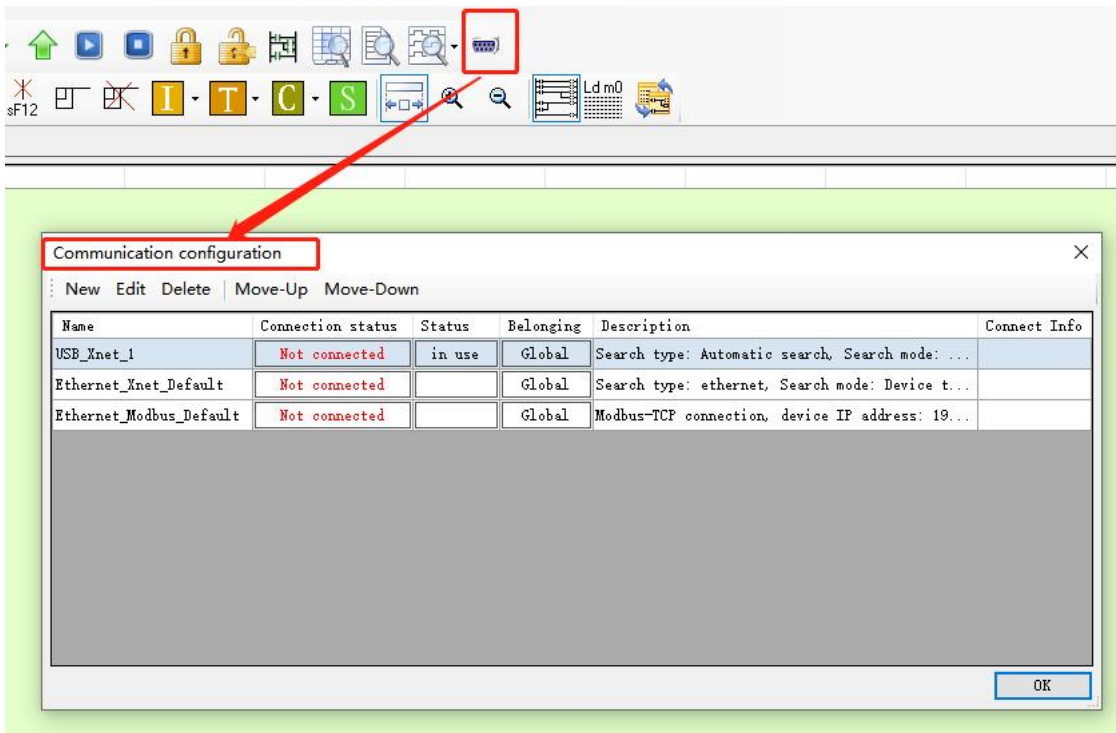 sF12 I T C S Ld m0
Communication configuration
New Edit Delete Move-Up Move-Down
Name Connection status Status Belonging Description Connect Info
USB_Xnet_1 Not connected in use Global Search type: Automatic search, Search mode: ...
Ethernet_Xnet_Default Not connected Global Search type: ethernet, Search mode: Device t...
Ethernet_Modbus_Default Not connected Global Modbus-TCP connection, device IP address: 19...
OK